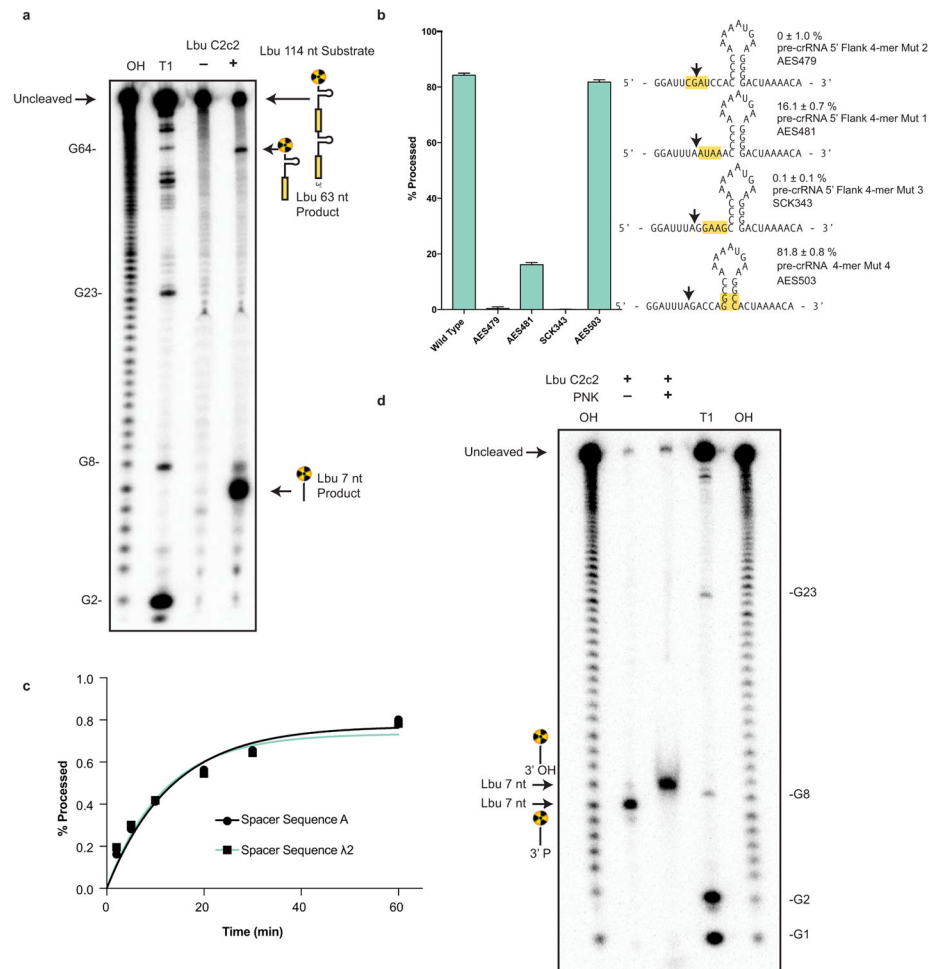 a
Lbu C2c2
OH T1 – +
Uncleaved
G64-
G23-
G8-
G2-
Lbu 114 nt Substrate
3'
Lbu 63 nt
Product
Lbu 7 nt
Product
b
% Processed
100
80
60
40
20
0
Wild Type
AES479
AES481
SCK343
AES503
0 ± 1.0 %
pre-crRNA 5' Flank 4-mer Mut 2
AES479
5' - GGAUUCGAUCCACCCCAAAAAUGAAGGGGACUAAAACA - 3'
16.1 ± 0.7 %
pre-crRNA 5' Flank 4-mer Mut 1
AES481
5' - GGAUUUAAUAAACCCCAAAAAUGAAGGGGACUAAAACA - 3'
0.1 ± 0.1 %
pre-crRNA 5' Flank 4-mer Mut 3
SCK343
5' - GGAUUUAGGAAGCCCCAAAAAUGAAGGGGACUAAAACA - 3'
81.8 ± 0.8 %
pre-crRNA 4-mer Mut 4
AES503
5' - GGAUUUAGACCAGGCCAAAAAUGAAGGCCACUAAAACA - 3'
c
% Processed
1.0
0.8
0.6
0.4
0.2
0.0
0 20 40 60
Time (min)
Spacer Sequence A
Spacer Sequence λ2
d
Lbu C2c2 + +
PNK – +
OH T1 OH
Uncleaved
-G23
3' OH
Lbu 7 nt
Lbu 7 nt
3' P
-G8
-G2
-G1